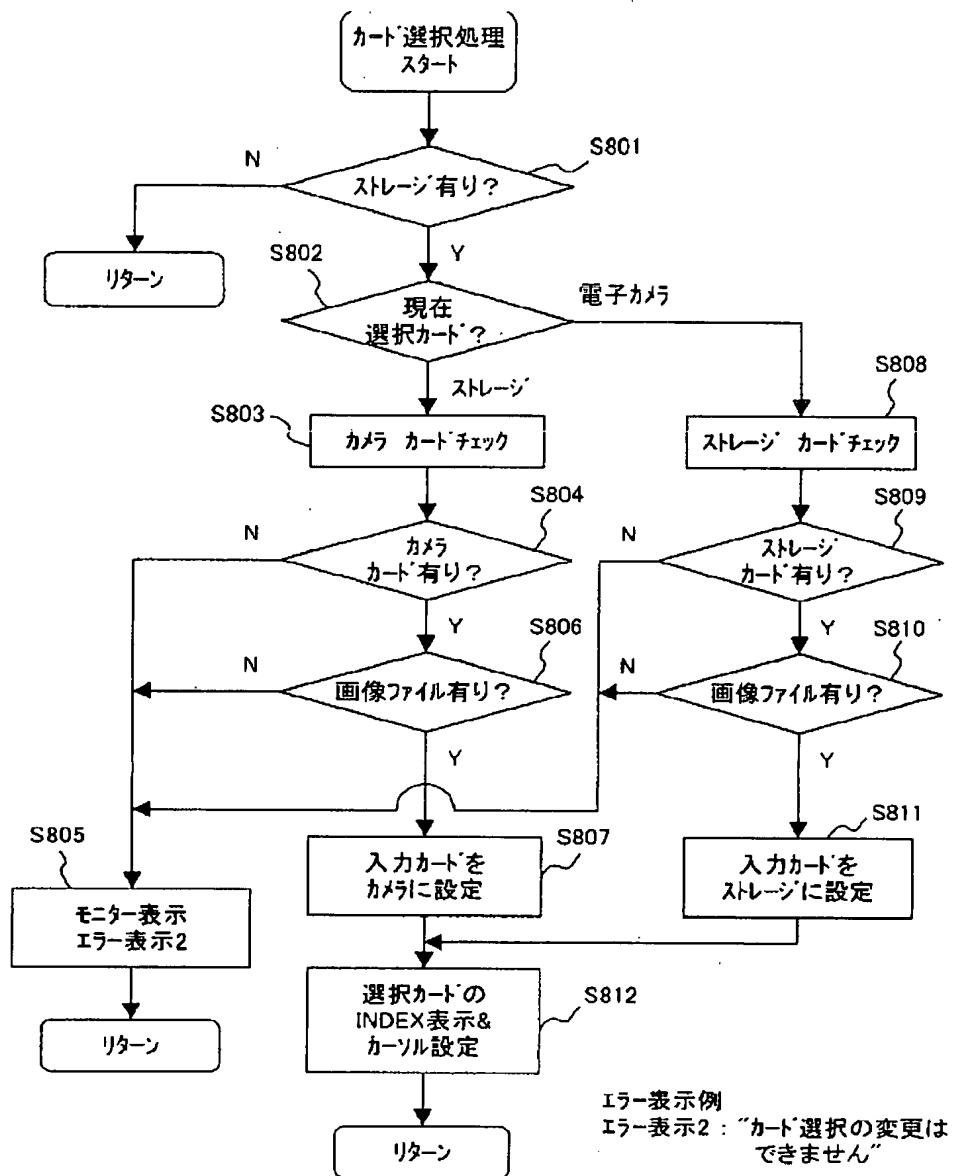 カード選択処理
スタート
S801
N
ストレージ有り？
Y
リターン
S802
現在
選択カード？
電子カメラ
ストレージ
S803
カメラ カードチェック
S808
ストレージ カードチェック
S804
N
カメラ
カード有り？
Y
S809
N
ストレージ
カード有り？
Y
S806
N
画像ファイル有り？
Y
S810
N
画像ファイル有り？
Y
S805
モニター表示
エラー表示2
リターン
S807
入力カードを
カメラに設定
S811
入力カードを
ストレージに設定
S812
選択カードの
INDEX表示&
カーソル設定
リターン
エラー表示例
エラー表示2："カード選択の変更は
できません"